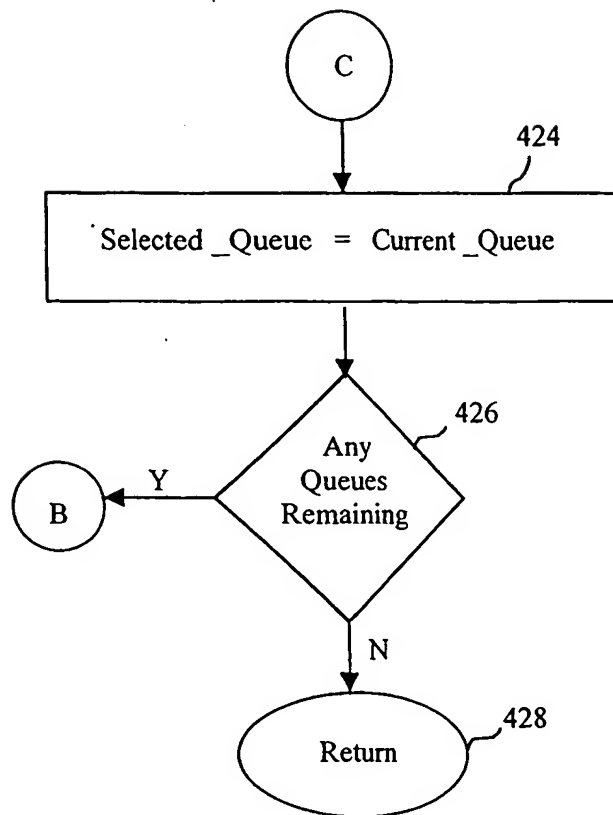 C
424
Selected _Queue = Current _Queue
426
Any
Queues
Remaining
Y
B
N
428
Return